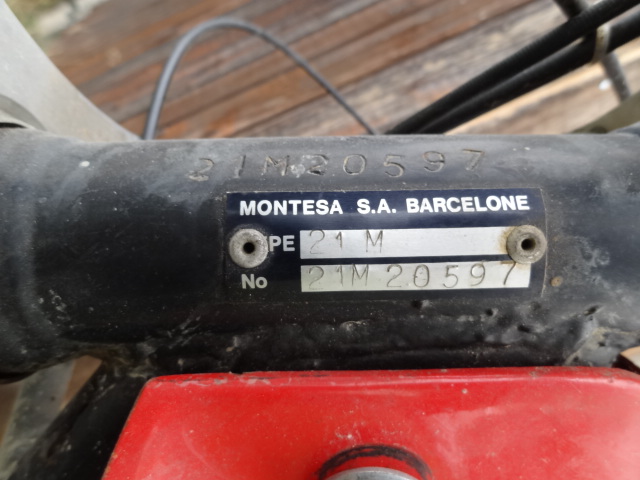 21M20597
MONTESA S.A. BARCELONE
PE 21 M
No 21M20597